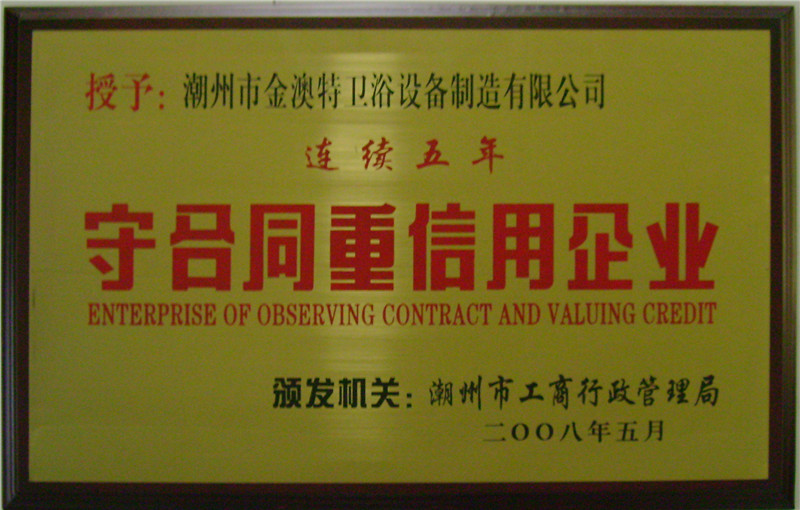 授予：潮州市金澳特卫浴设备制造有限公司
连续五年
守合同重信用企业
ENTERPRISE OF OBSERVING CONTRACT AND VALUING CREDIT
颁发机关：潮州市工商行政管理局
二〇〇八年五月